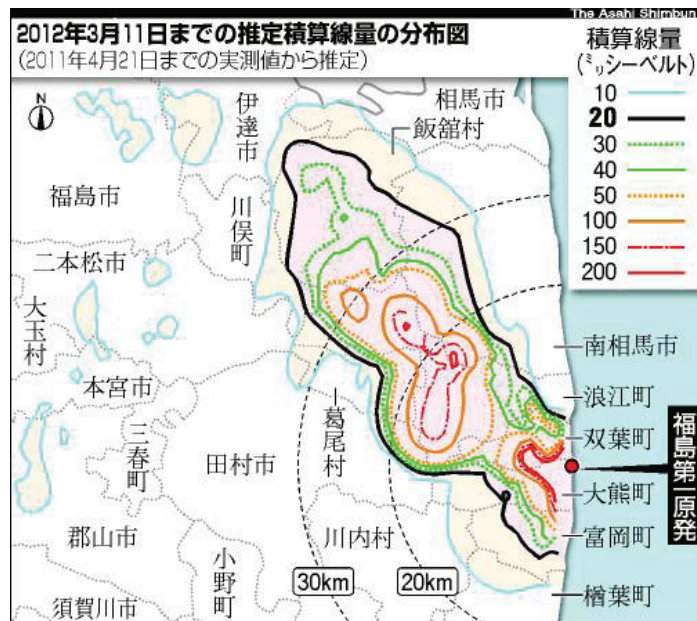 The Asahi Shimbun
2012年3月11日までの推定積算線量の分布図
(2011年4月21日までの実測値から推定)
積算線量
(ミリシーベルト)
10
20
30
40
50
100
150
200
N
伊達市
相馬市
飯舘村
福島市
川俣町
二本松市
大玉村
本宮市
三春町
田村市
葛尾村
南相馬市
浪江町
双葉町
福島第一原発
大熊町
富岡町
郡山市
川内村
小野町
30km
20km
須賀川市
楢葉町